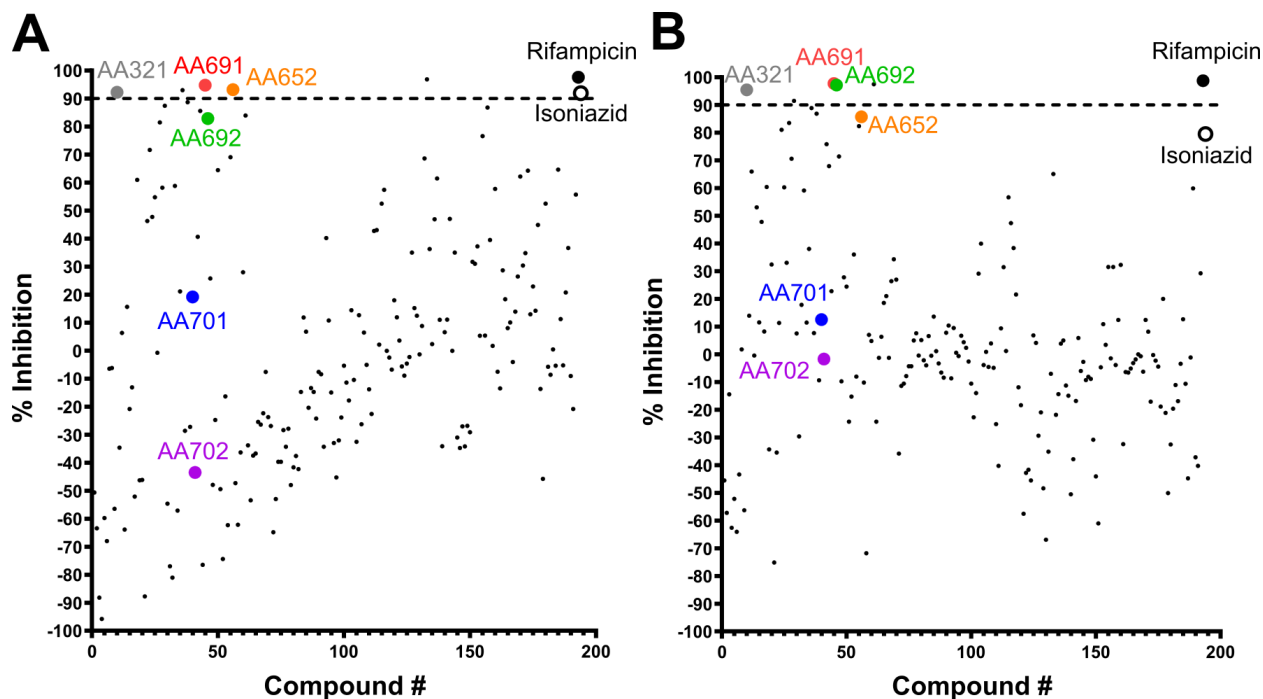 A
Rifampicin
AA321
AA691
AA652
Isoniazid
AA692
AA701
AA702
100
90
80
70
60
50
40
30
20
10
0
-10
-20
-30
-40
-50
-60
-70
-80
-90
-100
% Inhibition
0 50 100 150 200
Compound #
B
Rifampicin
AA691
AA321
AA692
AA652
Isoniazid
AA701
AA702
100
90
80
70
60
50
40
30
20
10
0
-10
-20
-30
-40
-50
-60
-70
-80
-90
-100
% Inhibition
0 50 100 150 200
Compound #